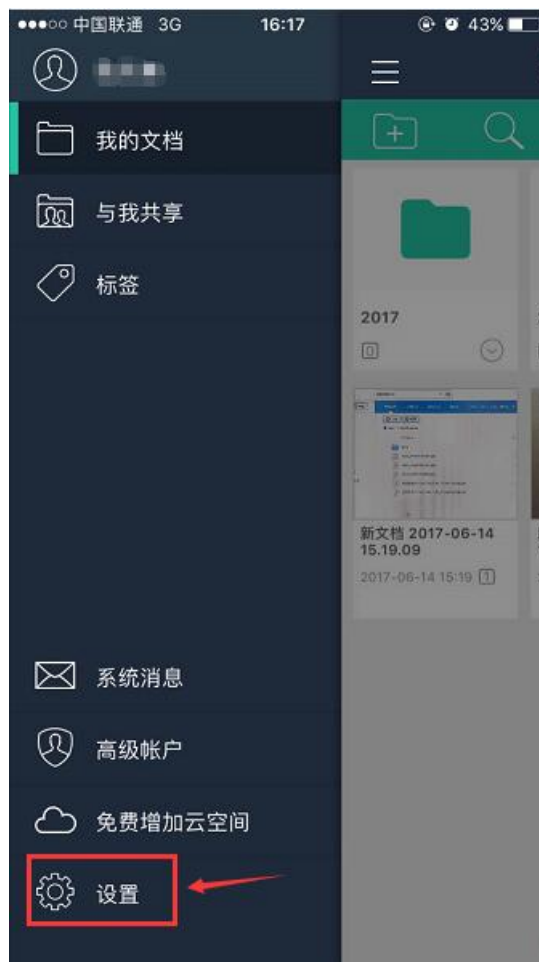 中国联通 3G 16:17 43%
我的文档
与我共享
标签
2017
0
新文档 2017-06-14
15.19.09
2017-06-14 15:19 1
系统消息
高级帐户
免费增加云空间
设置